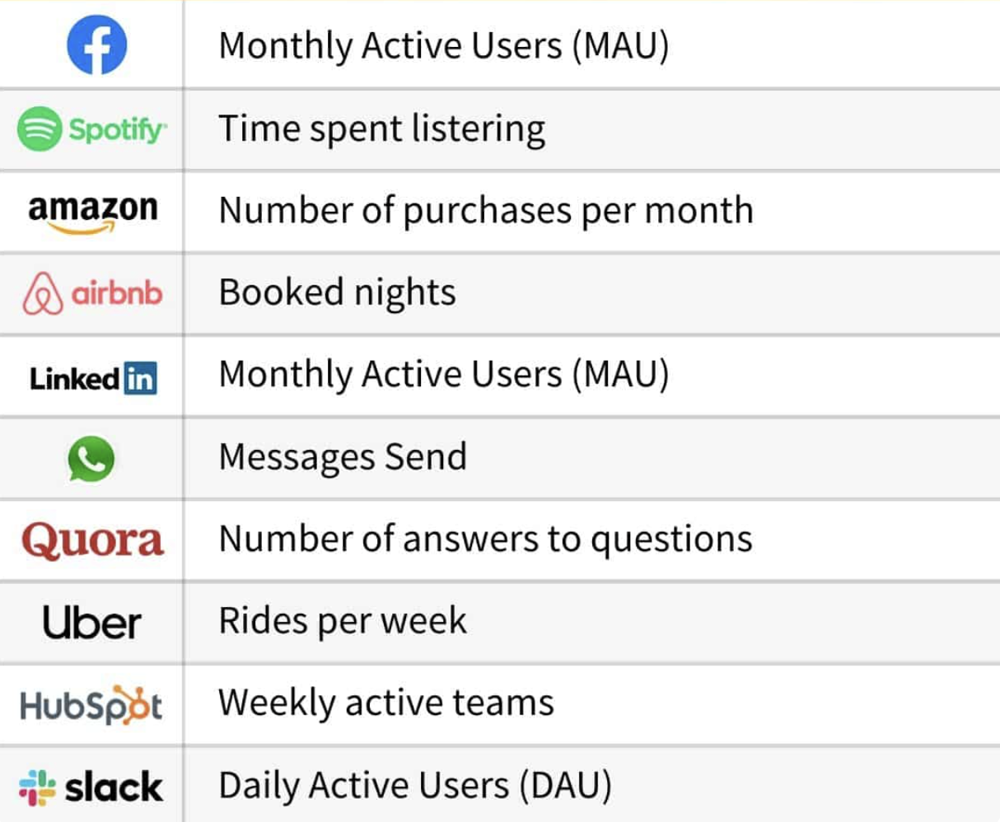 f
Monthly Active Users (MAU)
Spotify
Time spent listering
amazon
Number of purchases per month
airbnb
Booked nights
Linked in
Monthly Active Users (MAU)
Messages Send
Quora
Number of answers to questions
Uber
Rides per week
HubSpot
Weekly active teams
slack
Daily Active Users (DAU)